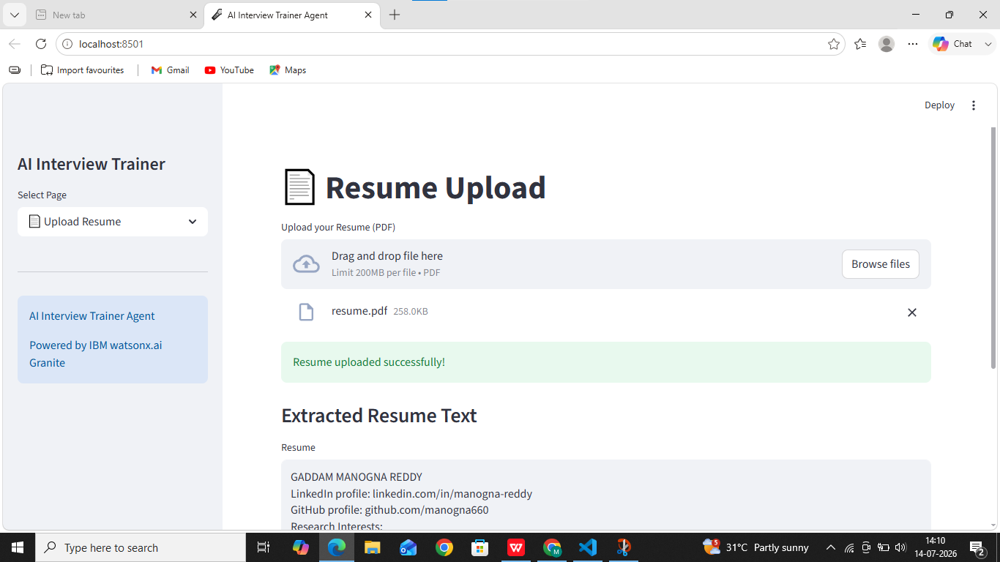 New tab
AI Interview Trainer Agent
localhost:8501
Chat
Import favourites
Gmail
YouTube
Maps
Deploy
AI Interview Trainer
Select Page
Upload Resume
AI Interview Trainer Agent
Powered by IBM watsonx.ai
Granite
Resume Upload
Upload your Resume (PDF)
Drag and drop file here
Limit 200MB per file • PDF
Browse files
resume.pdf 258.0KB
Resume uploaded successfully!
Extracted Resume Text
Resume
GADDAM MANOGNA REDDY
LinkedIn profile: linkedin.com/in/manogna-reddy
GitHub profile: github.com/manogna660
Research Interests:
Type here to search
W
M
5
31°C Partly sunny
14:10
14-07-2026
2